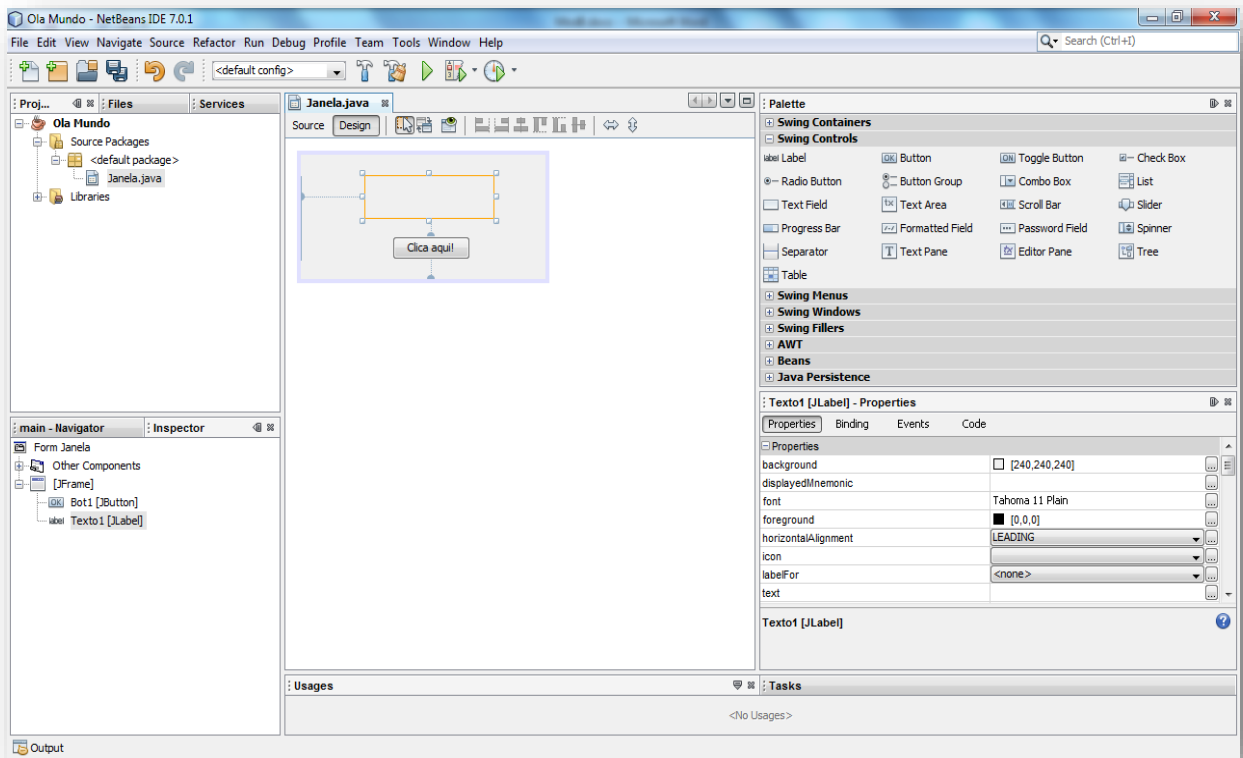 Ola Mundo - NetBeans IDE 7.0.1
File Edit View Navigate Source Refactor Run Debug Profile Team Tools Window Help
Search (Ctrl+I)
<default config>
Proj... Files Services
Ola Mundo
Source Packages
<default package>
Janela.java
Libraries
Janela.java
Source Design
Clica aqui!
Palette
Swing Containers
Swing Controls
label Label OK Button ON Toggle Button Check Box
Radio Button Button Group Combo Box List
Text Field Text Area Scroll Bar Slider
Progress Bar Formatted Field Password Field Spinner
Separator T Text Pane Editor Pane Tree
Table
Swing Menus
Swing Windows
Swing Fillers
AWT
Beans
Java Persistence
main - Navigator Inspector
Form Janela
Other Components
[JFrame]
OK Bot1 [JButton]
label Texto1 [JLabel]
Texto1 [JLabel] - Properties
Properties Binding Events Code
Properties
background [240,240,240]
displayedMnemonic
font Tahoma 11 Plain
foreground [0,0,0]
horizontalAlignment LEADING
icon
labelFor <none>
text
Texto1 [JLabel]
Usages
<No Usages>
Tasks
Output